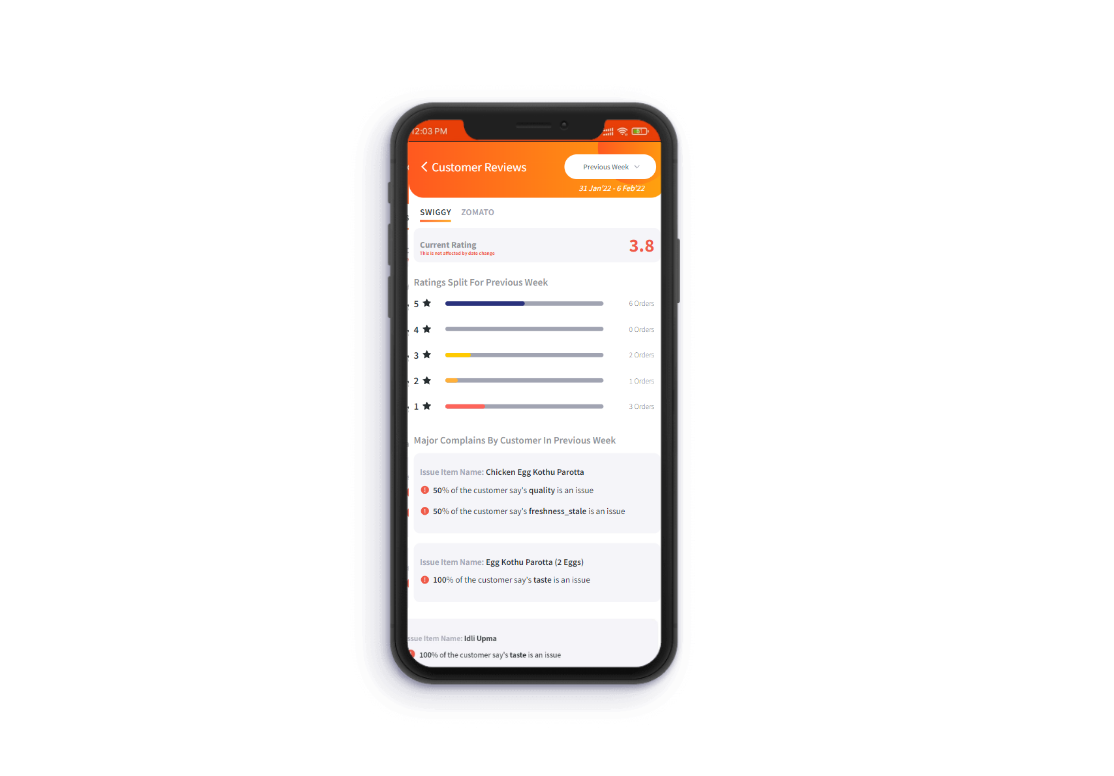 12:03 PM
Customer Reviews
Previous Week
31 Jan'22 - 6 Feb'22
SWIGGY ZOMATO
Current Rating 3.8
This is not affected by date change
Ratings Split For Previous Week
5 6 Orders
4 0 Orders
3 2 Orders
2 1 Orders
1 3 Orders
Major Complains By Customer In Previous Week
Issue Item Name: Chicken Egg Kothu Parotta
50% of the customer say's quality is an issue
50% of the customer say's freshness_stale is an issue
Issue Item Name: Egg Kothu Parotta (2 Eggs)
100% of the customer say's taste is an issue
ssue Item Name: Idli Upma
100% of the customer say's taste is an issue